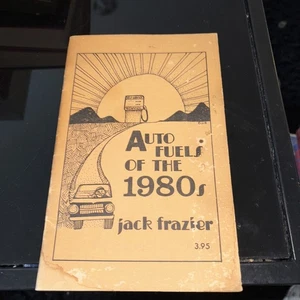 AUTO
FUELS
OF THE
1980s
jack frazier
3.95